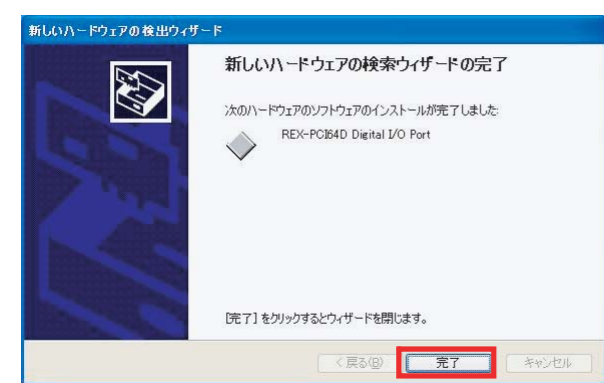 新しいハードウェアの検出ウィザード
新しいハードウェアの検索ウィザードの完了
次のハードウェアのソフトウェアのインストールが完了しました:
REX-PCI64D Digital I/O Port
[完了] をクリックするとウィザードを閉じます。
< 戻る(B)
完了
キャンセル